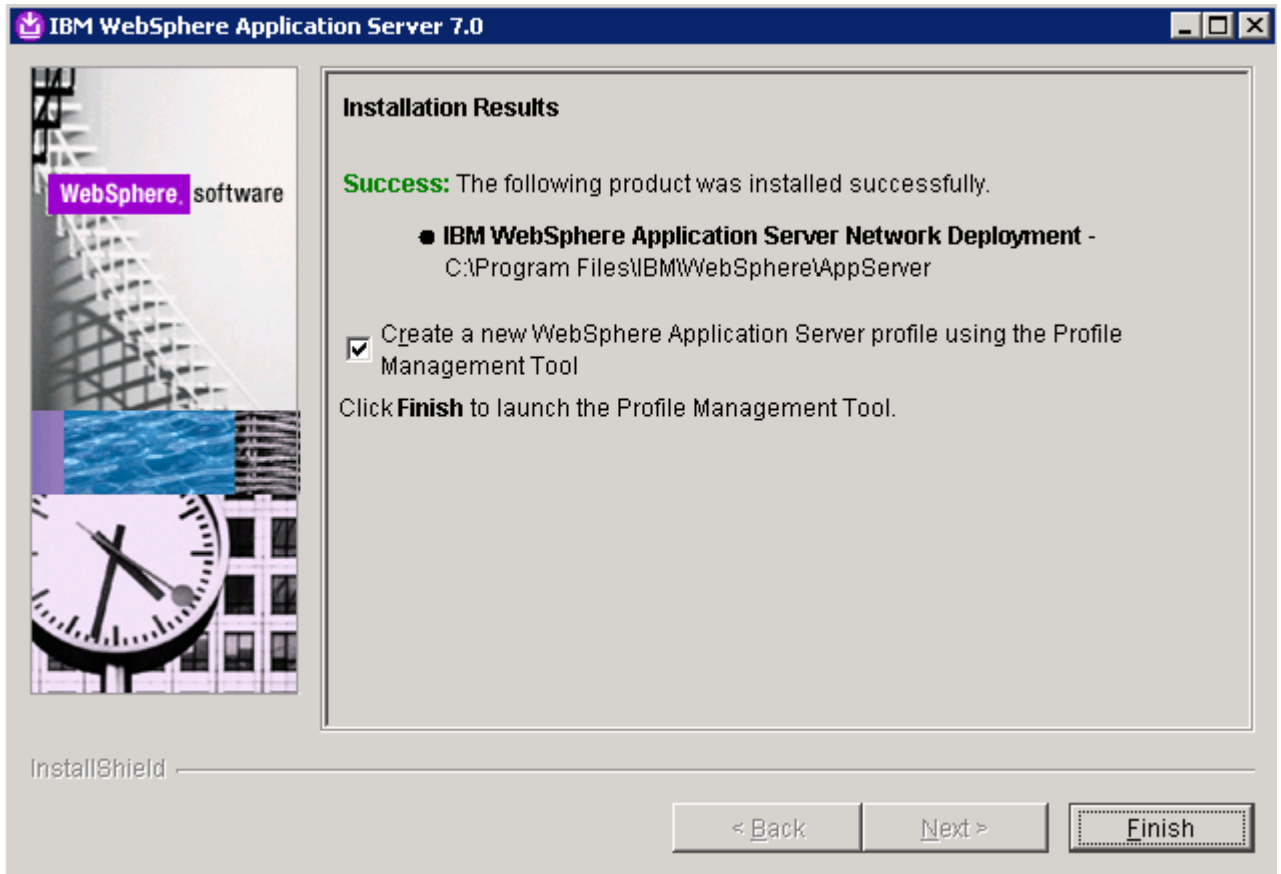 IBM WebSphere Application Server 7.0
WebSphere. software
Installation Results
Success: The following product was installed successfully.
IBM WebSphere Application Server Network Deployment -
C:\Program Files\IBM\WebSphere\AppServer
Create a new WebSphere Application Server profile using the Profile
Management Tool
Click Finish to launch the Profile Management Tool.
InstallShield
< Back
Next >
Finish